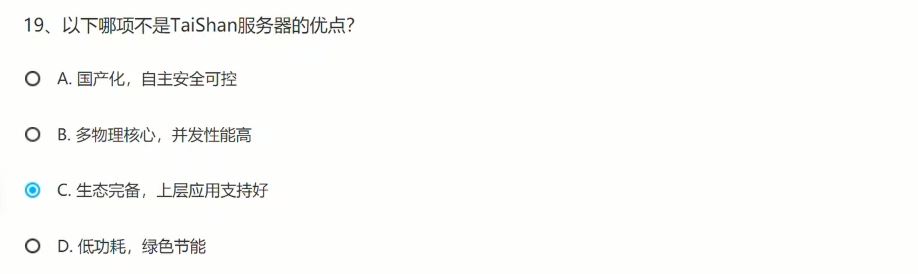 19、以下哪项不是TaiShan服务器的优点?
A. 国产化，自主安全可控
B. 多物理核心，并发性能高
C. 生态完备，上层应用支持好
D. 低功耗，绿色节能